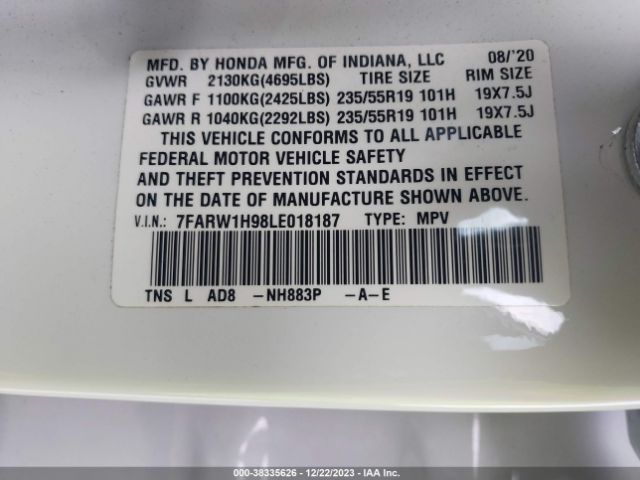 MFD. BY HONDA MFG. OF INDIANA, LLC 08/'20
GVWR 2130KG(4695LBS) TIRE SIZE RIM SIZE
GAWR F 1100KG(2425LBS) 235/55R19 101H 19X7.5J
GAWR R 1040KG(2292LBS) 235/55R19 101H 19X7.5J
THIS VEHICLE CONFORMS TO ALL APPLICABLE
FEDERAL MOTOR VEHICLE SAFETY
AND THEFT PREVENTION STANDARDS IN EFFECT
ON THE DATE OF MANUFACTURE SHOWN ABOVE.
V.I.N.: 7FARW1H98LE018187 TYPE: MPV
TNS L AD8 -NH883P -A-E
000-38335626 - 12/22/2023 - IAA Inc.